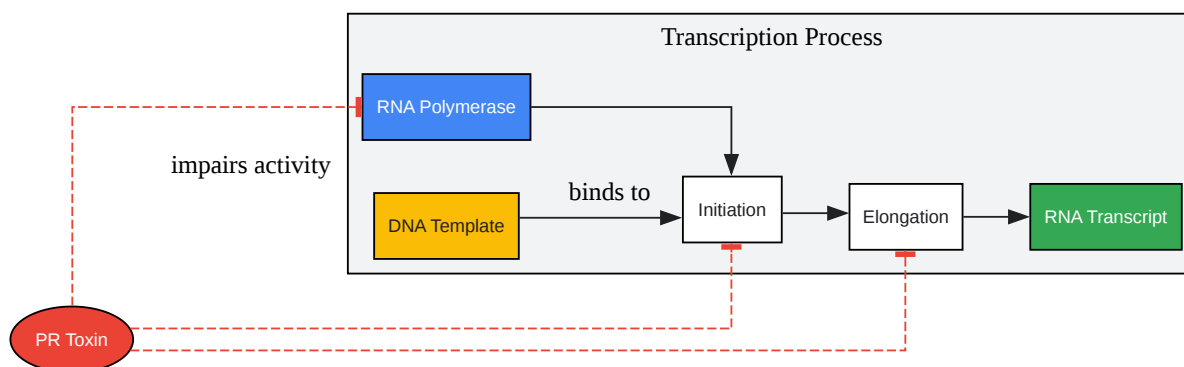 Transcription Process
RNA Polymerase
impairs activity
binds to
DNA Template
Initiation
Elongation
RNA Transcript
PR Toxin